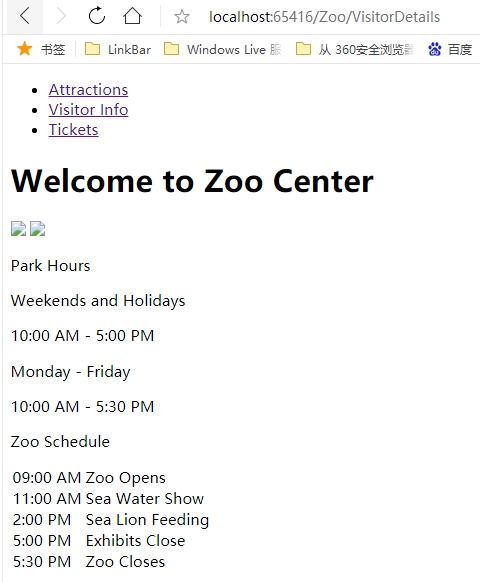 localhost:65416/Zoo/VisitorDetails
书签 LinkBar Windows Live 服 从 360安全浏览器 百度
Attractions
Visitor Info
Tickets
Welcome to Zoo Center
Park Hours
Weekends and Holidays
10:00 AM - 5:00 PM
Monday - Friday
10:00 AM - 5:30 PM
Zoo Schedule
09:00 AM Zoo Opens
11:00 AM Sea Water Show
2:00 PM Sea Lion Feeding
5:00 PM Exhibits Close
5:30 PM Zoo Closes